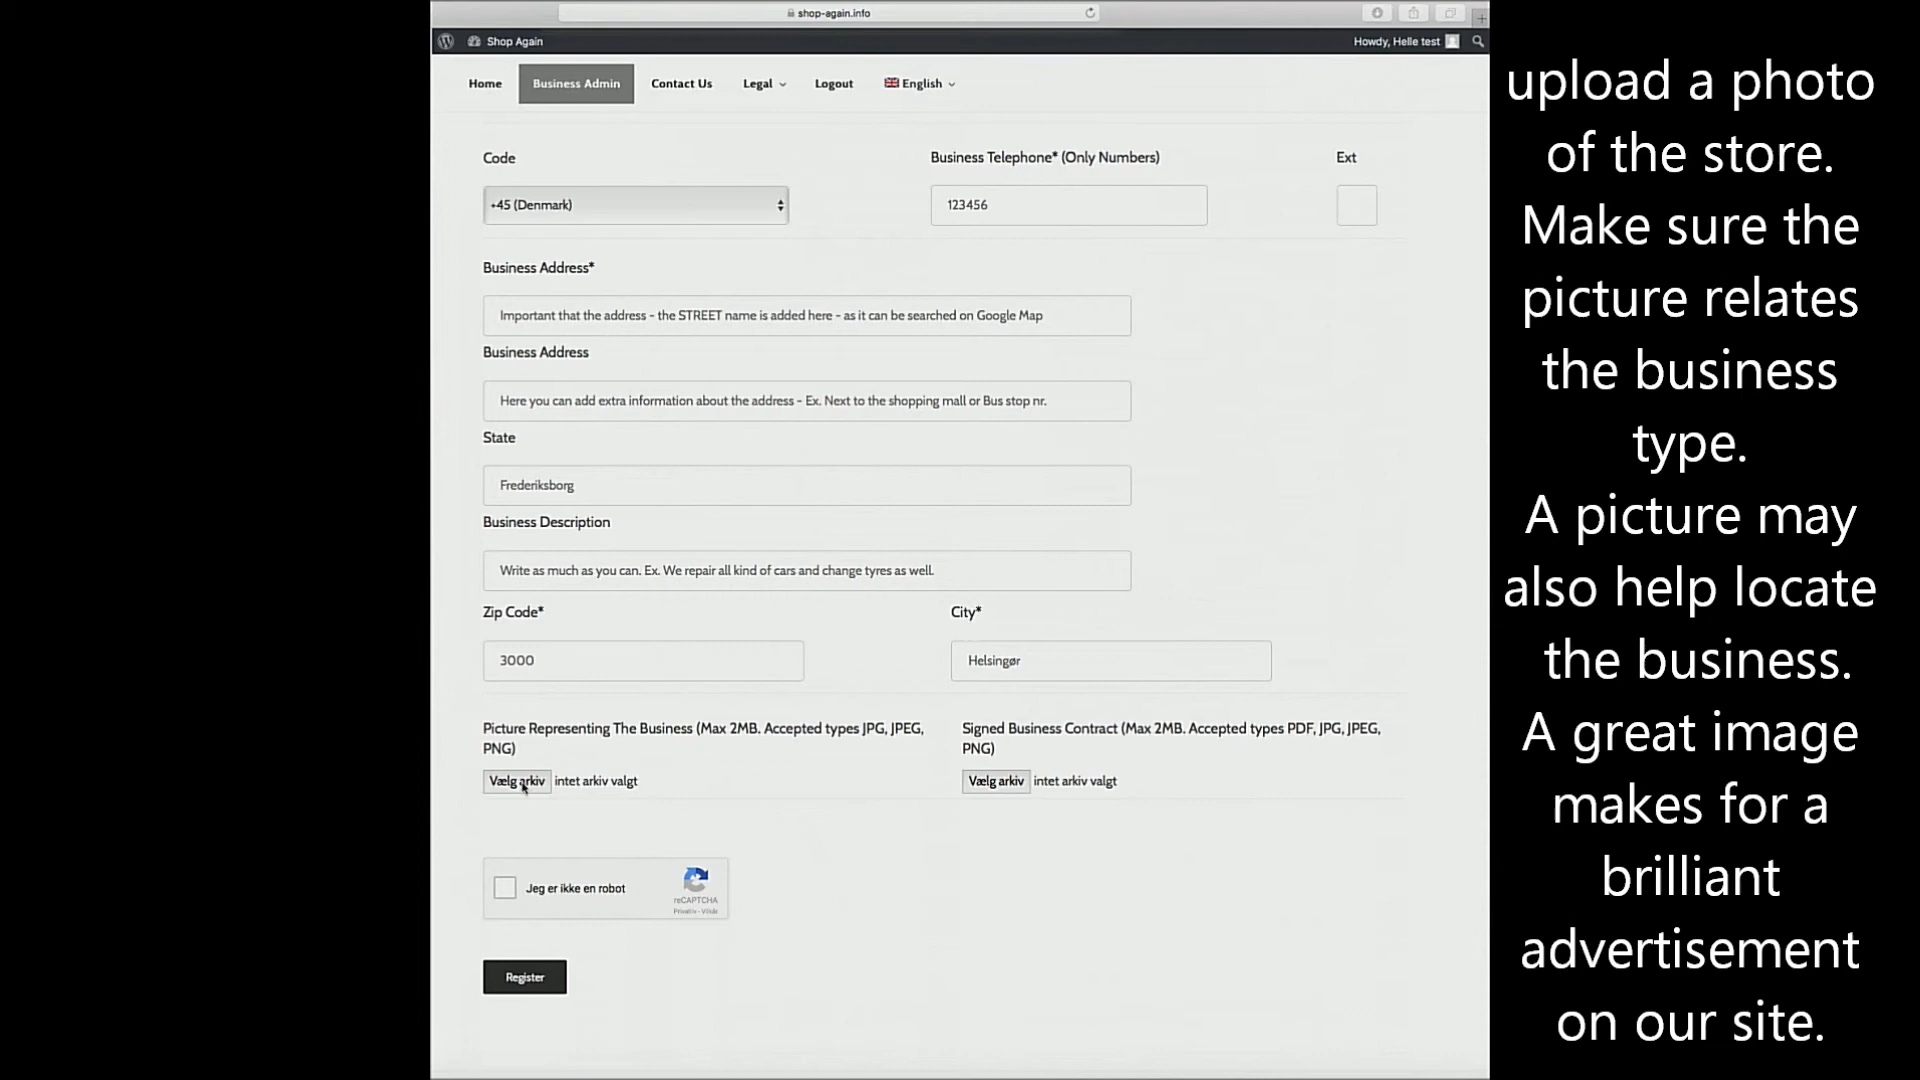 shop-again.info
Shop Again
Howdy, Helle test
Home
Business Admin
Contact Us
Legal
Logout
English
Code
Business Telephone* (Only Numbers)
Ext
+45 (Denmark)
123456
Business Address*
Important that the address - the STREET name is added here - as it can be searched on Google Map
Business Address
Here you can add extra information about the address - Ex. Next to the shopping mall or Bus stop nr.
State
Frederiksborg
Business Description
Write as much as you can. Ex. We repair all kind of cars and change tyres as well.
Zip Code*
City*
3000
Helsingør
Picture Representing The Business (Max 2MB. Accepted types JPG, JPEG,
PNG)
Signed Business Contract (Max 2MB. Accepted types PDF, JPG, JPEG,
PNG)
Vælg arkiv intet arkiv valgt
Vælg arkiv intet arkiv valgt
Jeg er ikke en robot
reCAPTCHA
Privatliv - Vilkår
Register
upload a photo
of the store.
Make sure the
picture relates
the business
type.
A picture may
also help locate
the business.
A great image
makes for a
brilliant
advertisement
on our site.